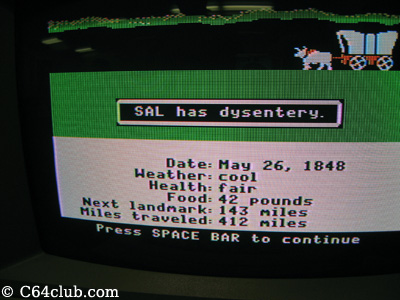 SAL has dysentery.
Date: May 26, 1848
Weather: cool
Health: fair
Food: 42 pounds
Next landmark: 143 miles
Miles traveled: 412 miles
Press SPACE BAR to continue
© C64club.com